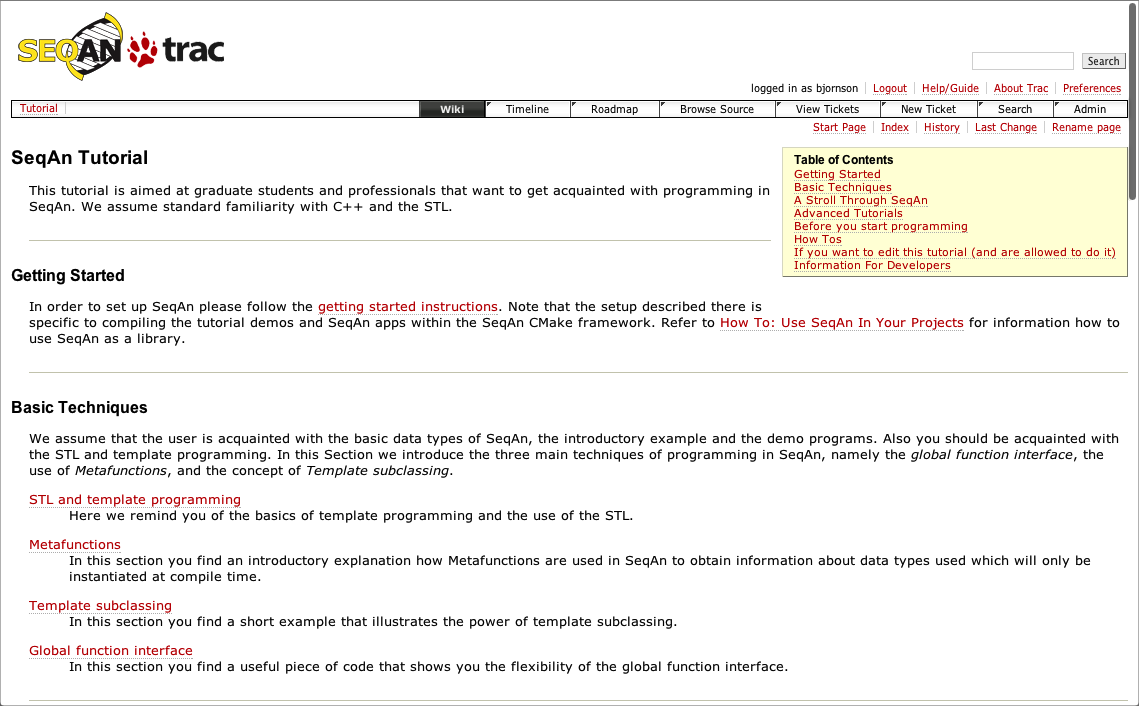 SEQAN trac
Search
logged in as bjornson Logout Help/Guide About Trac Preferences
Tutorial Wiki Timeline Roadmap Browse Source View Tickets New Ticket Search Admin
Start Page Index History Last Change Rename page
SeqAn Tutorial
This tutorial is aimed at graduate students and professionals that want to get acquainted with programming in
SeqAn. We assume standard familiarity with C++ and the STL.
Table of Contents
Getting Started
Basic Techniques
A Stroll Through SeqAn
Advanced Tutorials
Before you start programming
How Tos
If you want to edit this tutorial (and are allowed to do it)
Information For Developers
Getting Started
In order to set up SeqAn please follow the getting started instructions. Note that the setup described there is
specific to compiling the tutorial demos and SeqAn apps within the SeqAn CMake framework. Refer to How To: Use SeqAn In Your Projects for information how to
use SeqAn as a library.
Basic Techniques
We assume that the user is acquainted with the basic data types of SeqAn, the introductory example and the demo programs. Also you should be acquainted with
the STL and template programming. In this Section we introduce the three main techniques of programming in SeqAn, namely the global function interface, the
use of Metafunctions, and the concept of Template subclassing.
STL and template programming
Here we remind you of the basics of template programming and the use of the STL.
Metafunctions
In this section you find an introductory explanation how Metafunctions are used in SeqAn to obtain information about data types used which will only be
instantiated at compile time.
Template subclassing
In this section you find a short example that illustrates the power of template subclassing.
Global function interface
In this section you find a useful piece of code that shows you the flexibility of the global function interface.